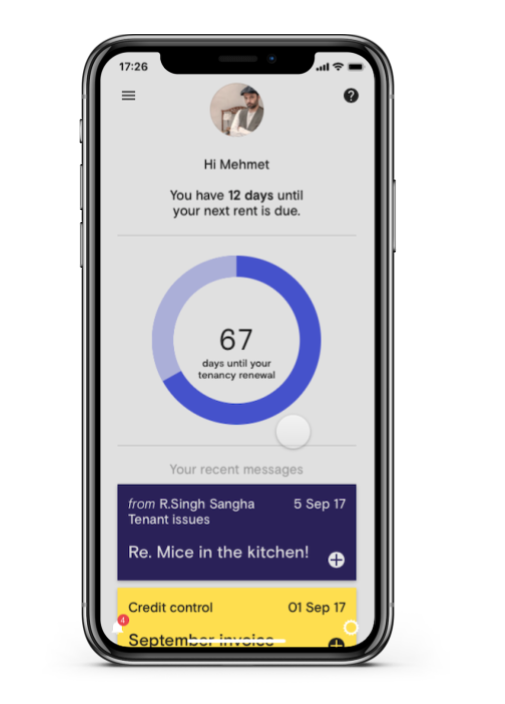 17:26
?
Hi Mehmet
You have 12 days until
your next rent is due.
67
days until your
tenancy renewal
Your recent messages
from R.Singh Sangha 5 Sep 17
Tenant issues
Re. Mice in the kitchen!
Credit control 01 Sep 17
4
September invoice